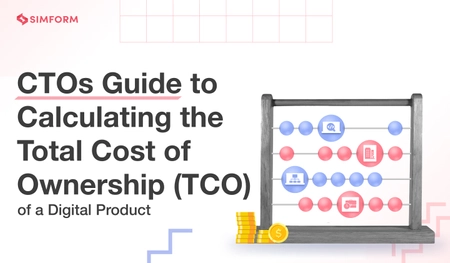 SIMFORM
CTOs Guide to
Calculating the
Total Cost of
Ownership (TCO)
of a Digital Product
$